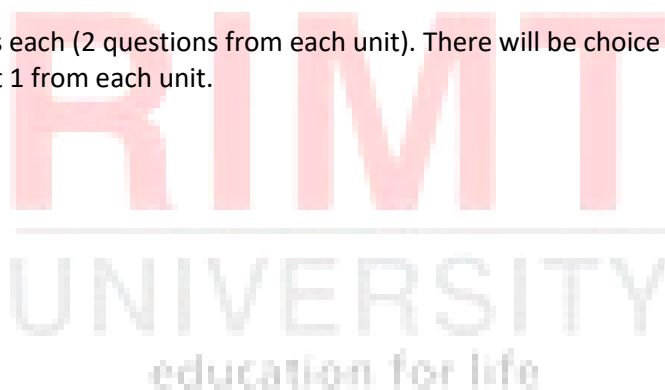 s each (2 questions from each unit). There will be choice
t 1 from each unit.
RIMT
UNIVERSITY
education for life